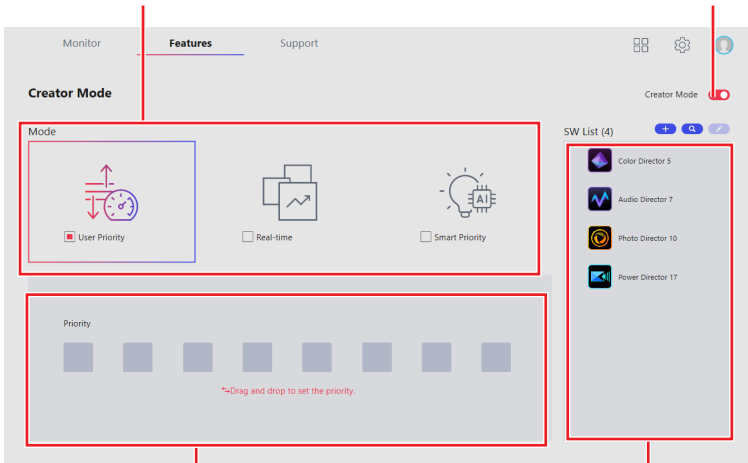 Monitor
Features
Support
Creator Mode
Creator Mode
Mode
SW List (4)
AI
User Priority
Real-time
Smart Priority
Color Director 5
Audio Director 7
Photo Director 10
Power Director 17
Priority
Drag and drop to set the priority.